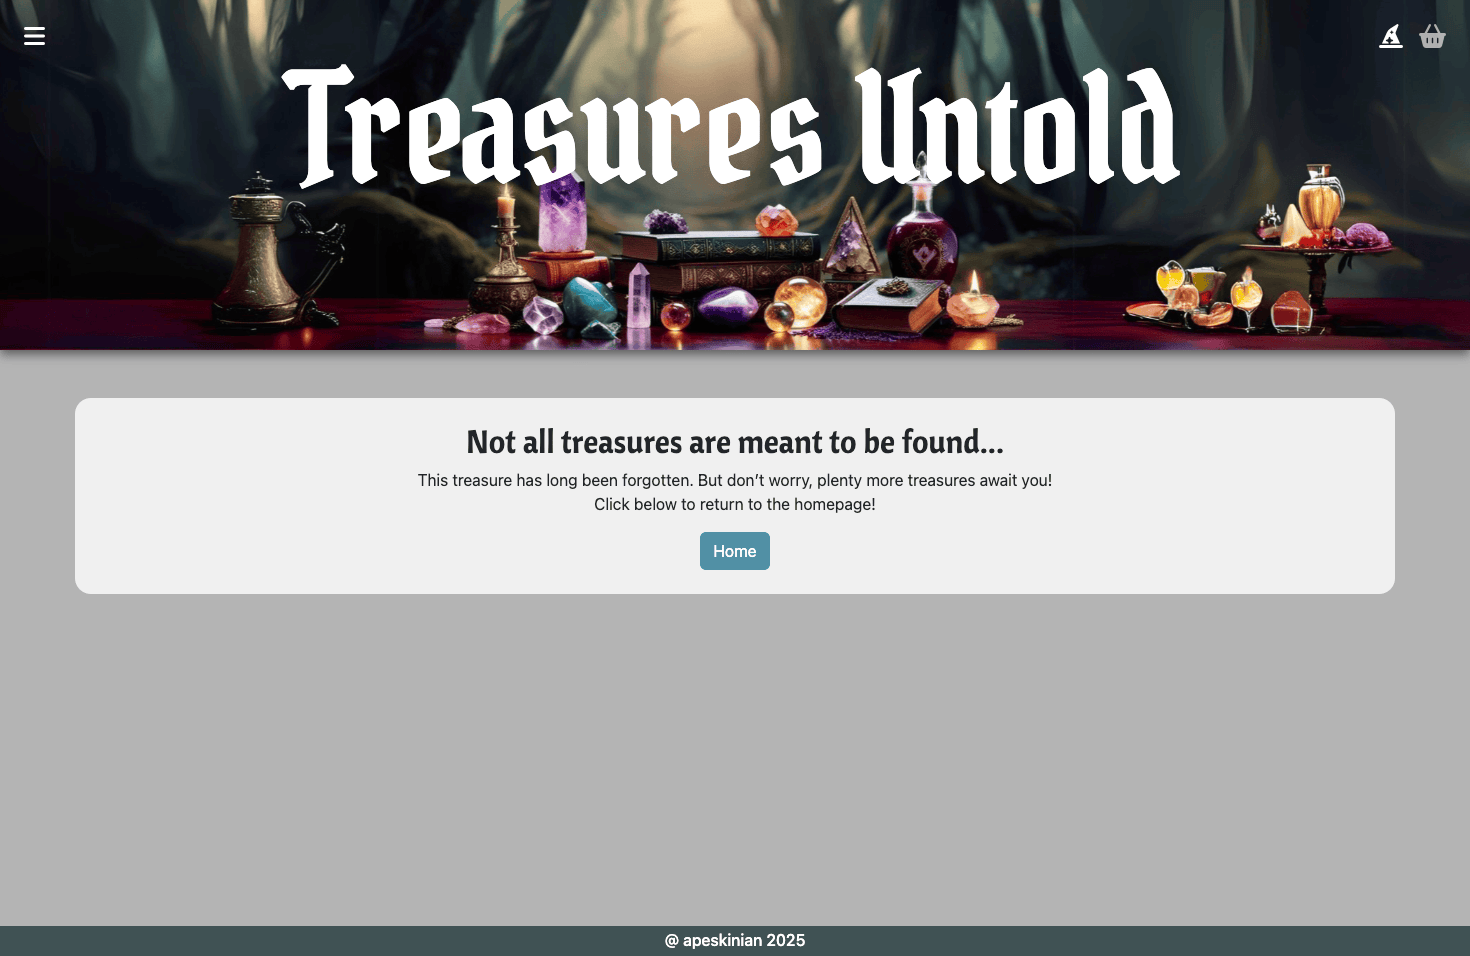 Treasures Untold
Not all treasures are meant to be found...
This treasure has long been forgotten. But don't worry, plenty more treasures await you!
Click below to return to the homepage!
Home
@ apeskinian 2025